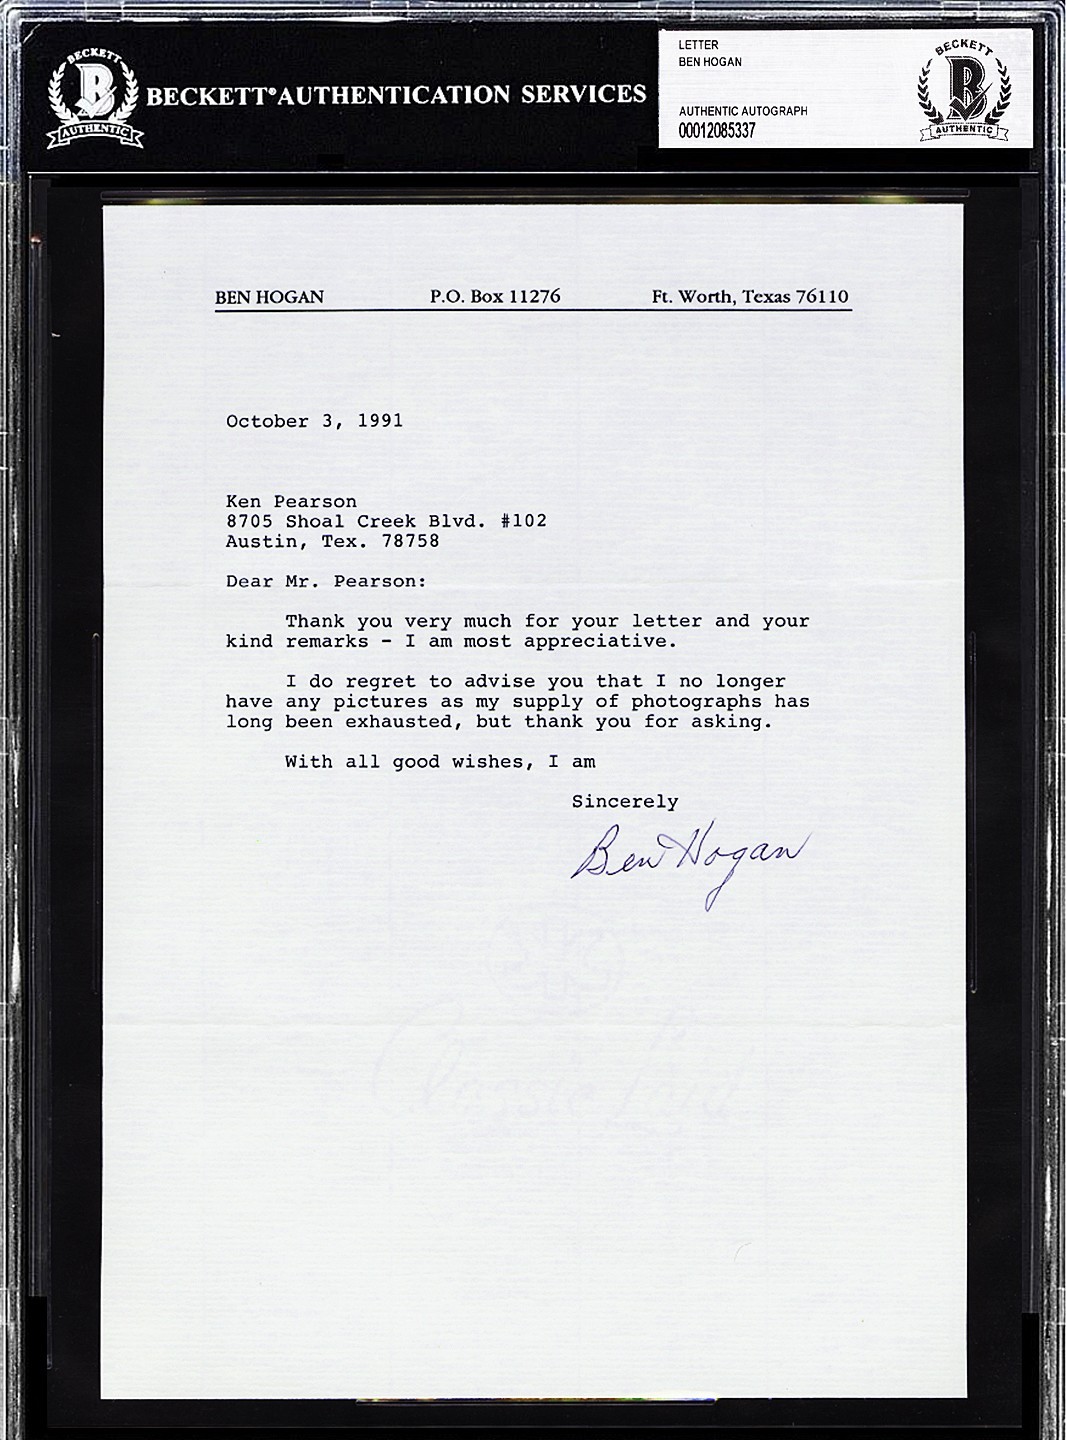 BECKETT
B
AUTHENTIC
BECKETT® AUTHENTICATION SERVICES
LETTER
BEN HOGAN
AUTHENTIC AUTOGRAPH
00012085337
BECKETT
B
AUTHENTIC
BEN HOGAN P.O. Box 11276 Ft. Worth, Texas 76110
October 3, 1991
Ken Pearson
8705 Shoal Creek Blvd. #102
Austin, Tex. 78758
Dear Mr. Pearson:
Thank you very much for your letter and your
kind remarks - I am most appreciative.
I do regret to advise you that I no longer
have any pictures as my supply of photographs has
long been exhausted, but thank you for asking.
With all good wishes, I am
Sincerely
Ben Hogan